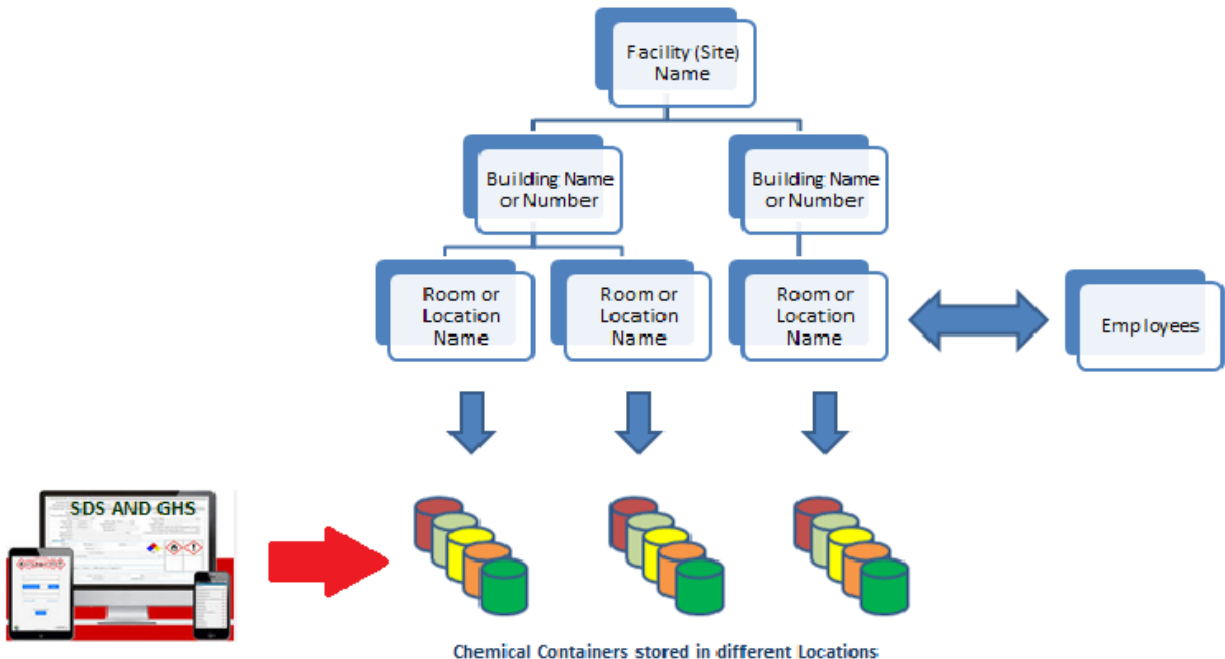 Facility (Site)
Name
Building Name
or Number
Building Name
or Number
Room or
Location
Name
Room or
Location
Name
Room or
Location
Name
Employees
SDS AND GHS
Chemical Containers stored in different Locations